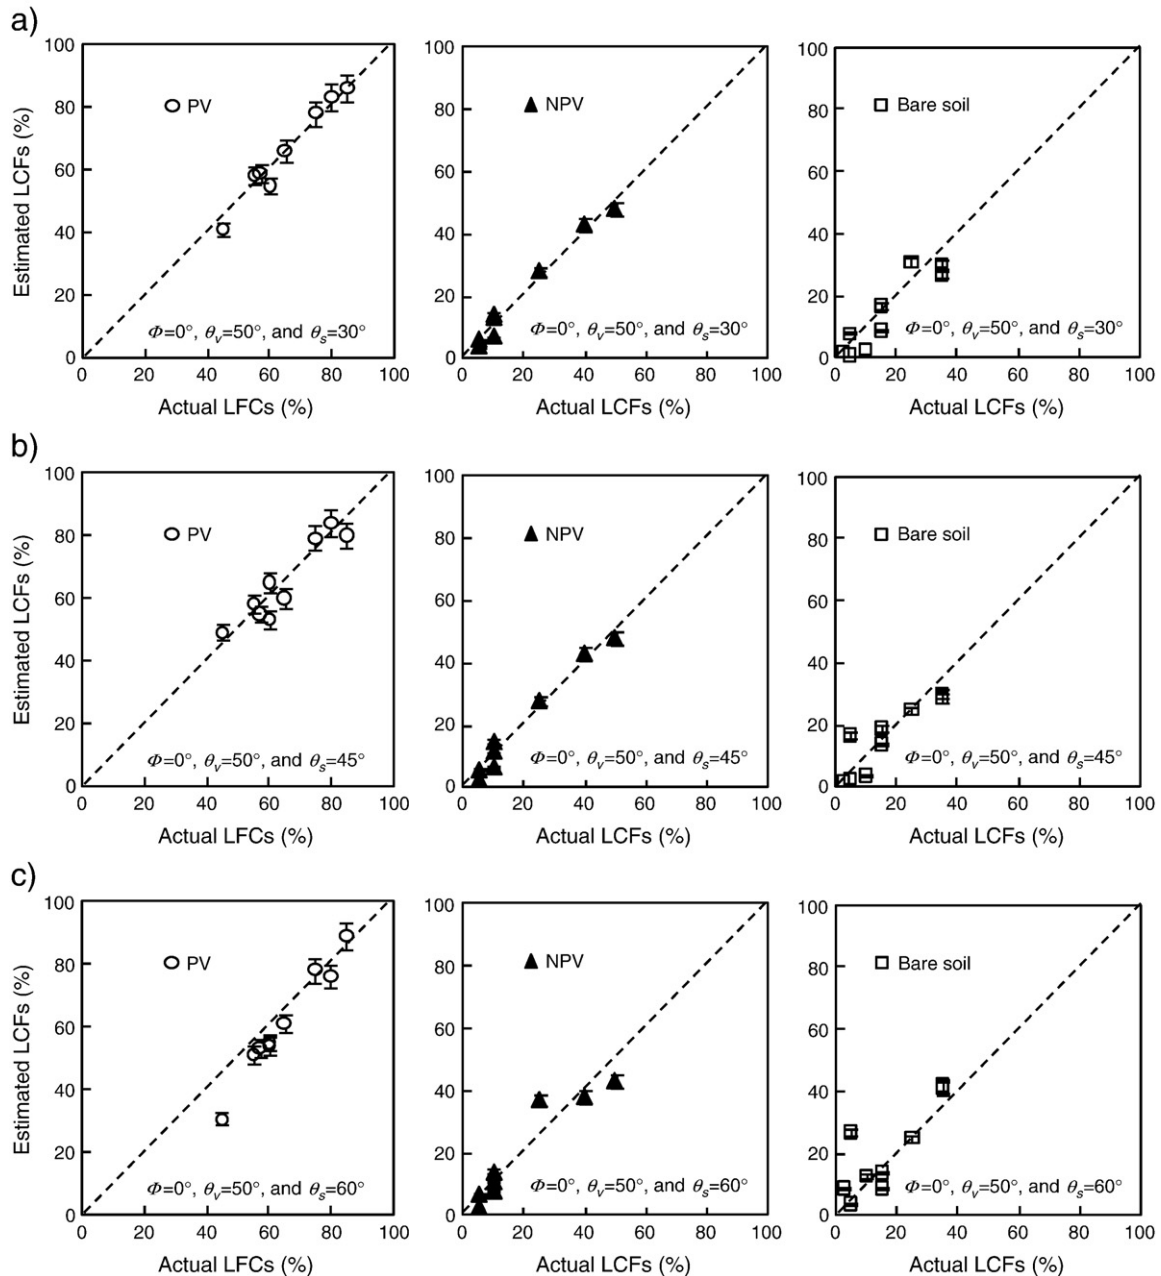 a)
100
80
60
40
20
0
Estimated LCFs (%)
PV
Φ=0°, θv=50°, and θs=30°
0 20 40 60 80 100
Actual LFCs (%)
100
80
60
40
20
0
NPV
Φ=0°, θv=50°, and θs=30°
0 20 40 60 80 100
Actual LCFs (%)
100
80
60
40
20
0
Bare soil
Φ=0°, θv=50°, and θs=30°
0 20 40 60 80 100
Actual LCFs (%)
b)
100
80
60
40
20
0
Estimated LCFs (%)
PV
Φ=0°, θv=50°, and θs=45°
0 20 40 60 80 100
Actual LFCs (%)
100
80
60
40
20
0
NPV
Φ=0°, θv=50°, and θs=45°
0 20 40 60 80 100
Actual LCFs (%)
100
80
60
40
20
0
Bare soil
Φ=0°, θv=50°, and θs=45°
0 20 40 60 80 100
Actual LCFs (%)
c)
100
80
60
40
20
0
Estimated LCFs (%)
PV
Φ=0°, θv=50°, and θs=60°
0 20 40 60 80 100
Actual LFCs (%)
100
80
60
40
20
0
NPV
Φ=0°, θv=50°, and θs=60°
0 20 40 60 80 100
Actual LCFs (%)
100
80
60
40
20
0
Bare soil
Φ=0°, θv=50°, and θs=60°
0 20 40 60 80 100
Actual LCFs (%)